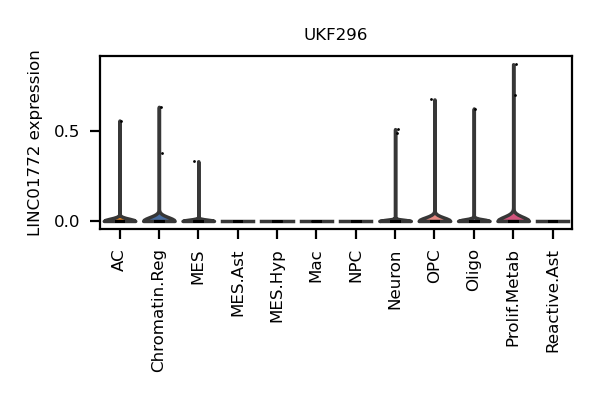 UKF296
LINC01772 expression
0.5
0.0
AC
Chromatin.Reg
MES
MES.Ast
MES.Hyp
Mac
NPC
Neuron
OPC
Oligo
Prolif.Metab
Reactive.Ast